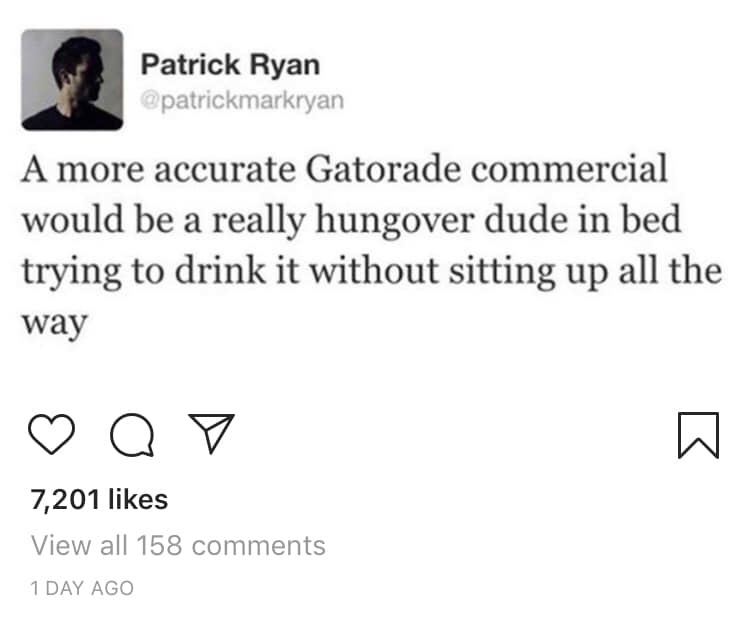 Patrick Ryan
@patrickmarkryan
A more accurate Gatorade commercial
would be a really hungover dude in bed
trying to drink it without sitting up all the
way
7,201 likes
View all 158 comments
1 DAY AGO